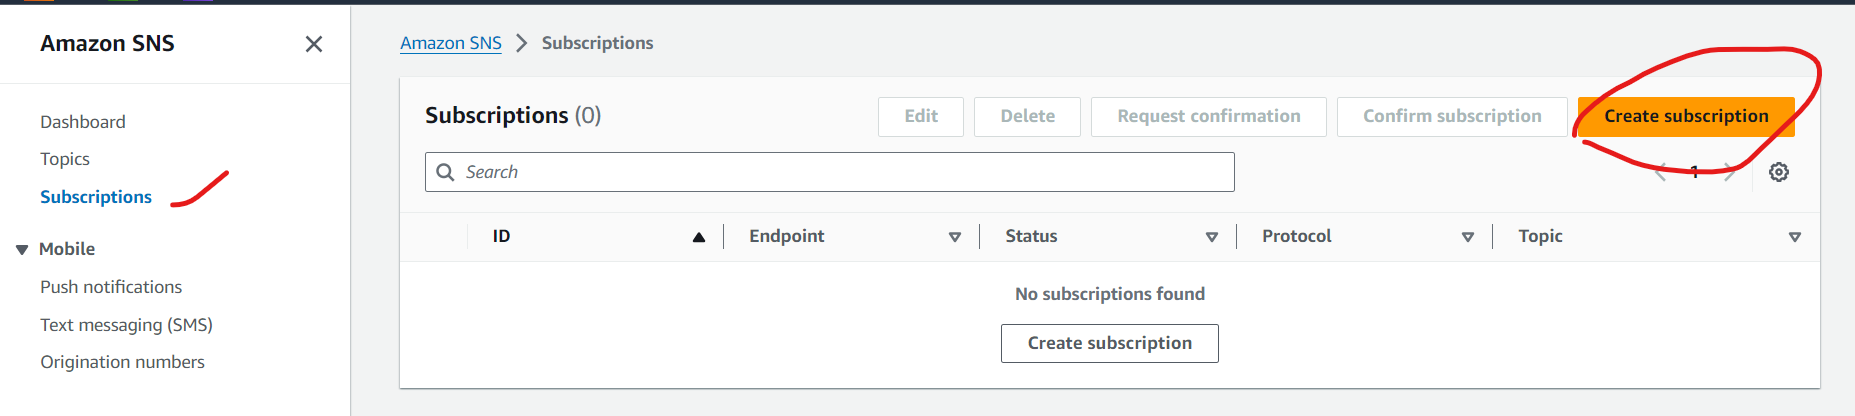 Amazon SNS
Amazon SNS > Subscriptions
Dashboard
Topics
Subscriptions
Mobile
Push notifications
Text messaging (SMS)
Origination numbers
Subscriptions (0)
Edit Delete Request confirmation Confirm subscription Create subscription
Search
1
ID Endpoint Status Protocol Topic
No subscriptions found
Create subscription